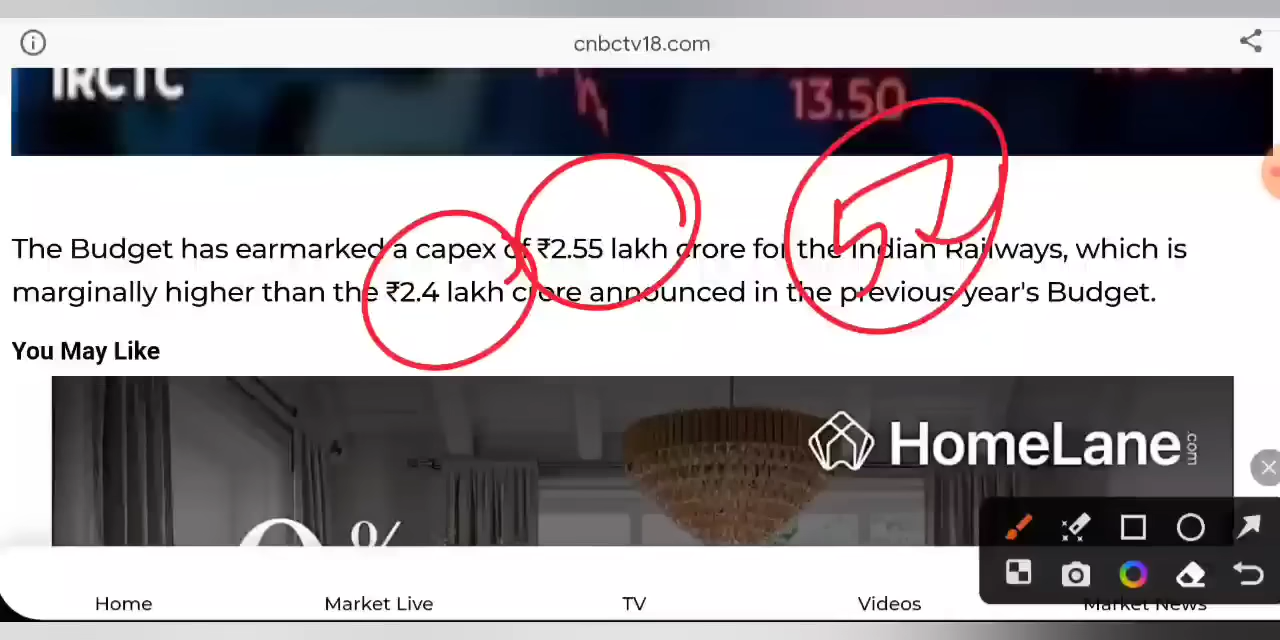 cnbctv18.com
IRCTC
13.50
The Budget has earmarked a capex of ₹2.55 lakh crore for the Indian Railways, which is
marginally higher than the ₹2.4 lakh crore announced in the previous year's Budget.
You May Like
HomeLane.com
0%
Home Market Live TV Videos Market News